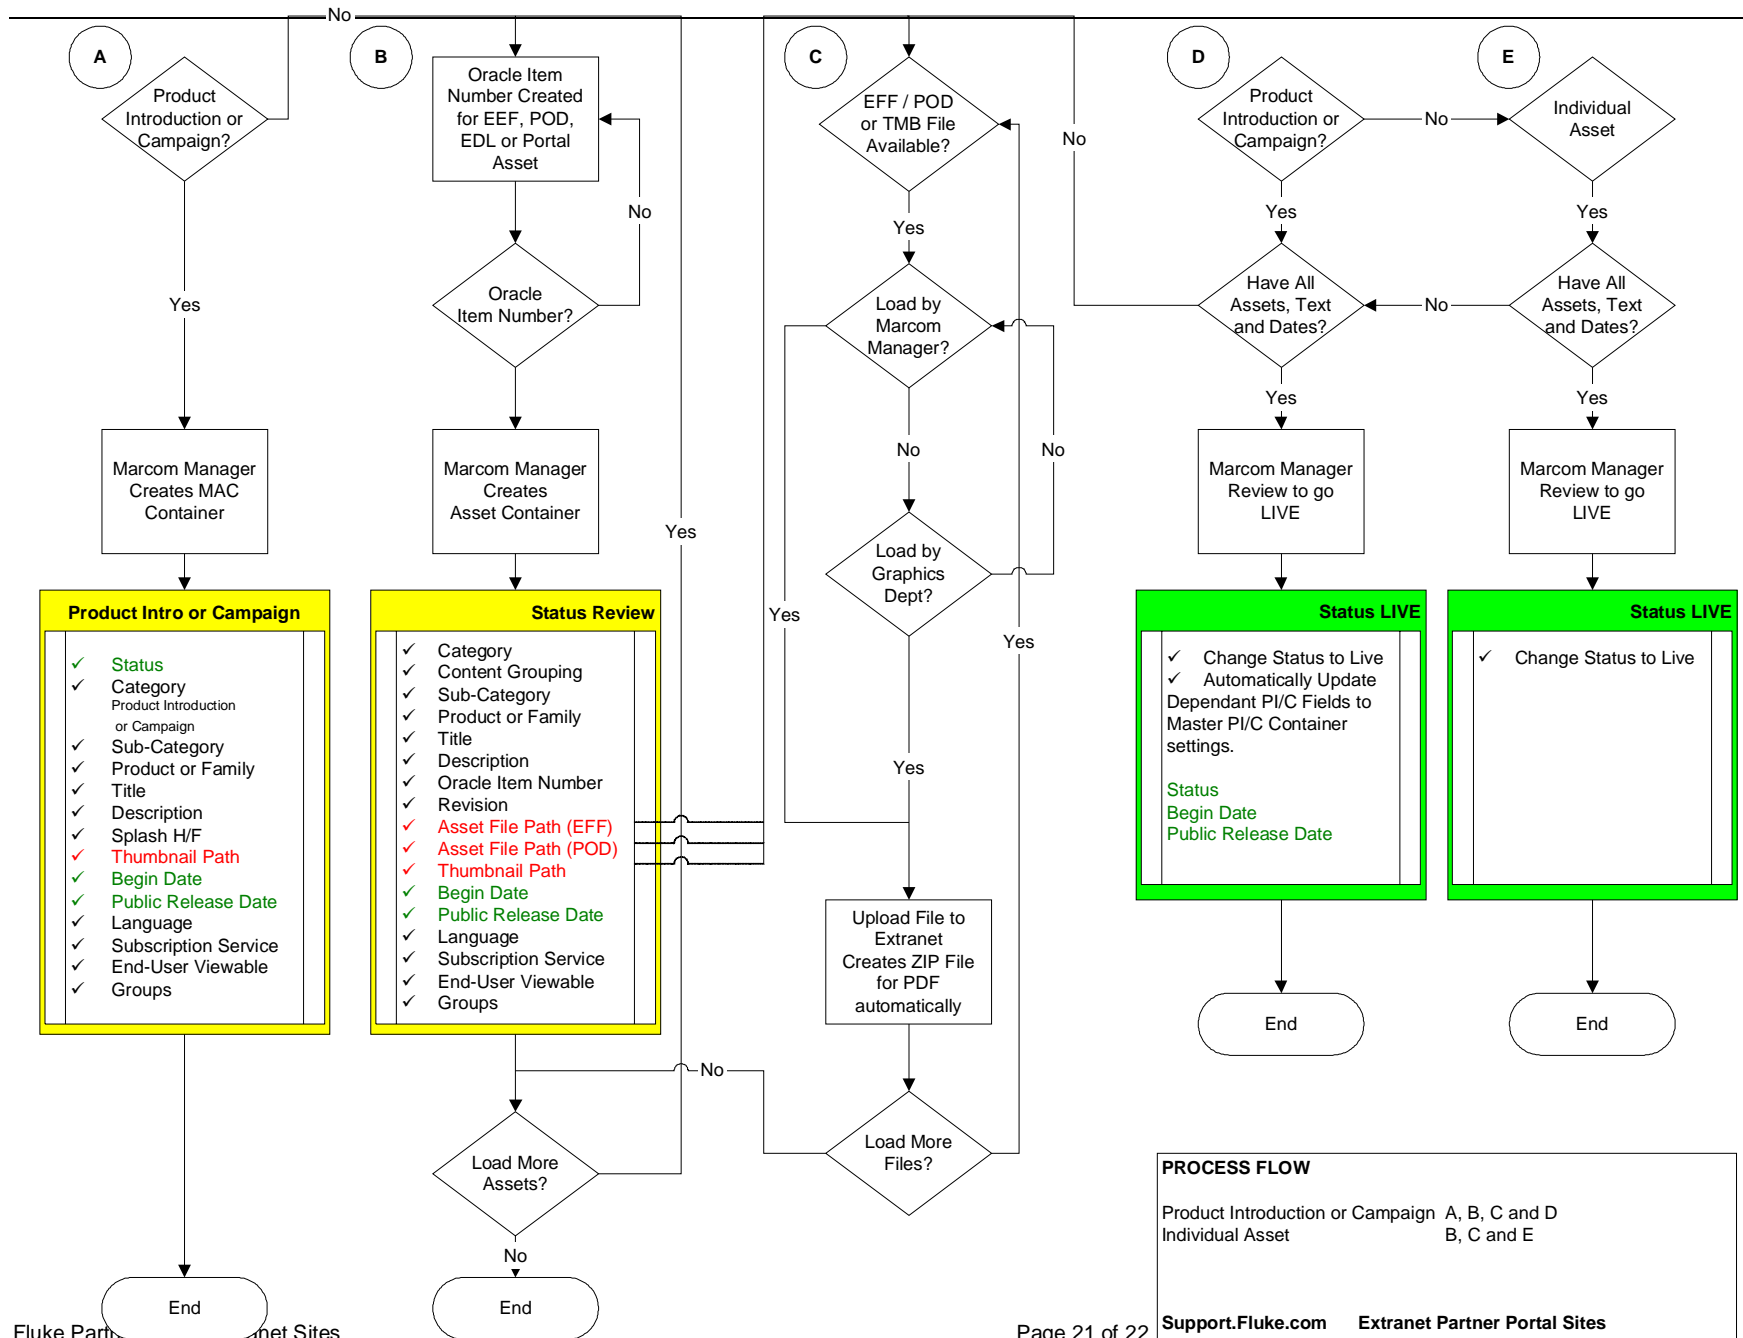 No
A
Product
Introduction or
Campaign?
Yes
Marcom Manager
Creates MAC
Container
Product Intro or Campaign
Status
Category
Product Introduction
or Campaign
Sub-Category
Product or Family
Title
Description
Splash H/F
Thumbnail Path
Begin Date
Public Release Date
Language
Subscription Service
End-User Viewable
Groups
End
B
Oracle Item
Number Created
for EEF, POD,
EDL or Portal
Asset
No
Oracle
Item Number?
Marcom Manager
Creates
Asset Container
Yes
Status Review
Category
Content Grouping
Sub-Category
Product or Family
Title
Description
Oracle Item Number
Revision
Asset File Path (EFF)
Asset File Path (POD)
Thumbnail Path
Begin Date
Public Release Date
Language
Subscription Service
End-User Viewable
Groups
No
Load More
Assets?
No
End
C
EFF / POD
or TMB File
Available?
No
Yes
Load by
Marcom
Manager?
No
No
Load by
Graphics
Dept?
Yes
Yes
Yes
Upload File to
Extranet
Creates ZIP File
for PDF
automatically
Load More
Files?
D
Product
Introduction or
Campaign?
No
Yes
Have All
Assets, Text
and Dates?
No
Yes
Marcom Manager
Review to go
LIVE
Status LIVE
Change Status to Live
Automatically Update
Dependant PI/C Fields to
Master PI/C Container
settings.
Status
Begin Date
Public Release Date
End
E
Individual
Asset
Yes
Have All
Assets, Text
and Dates?
Yes
Marcom Manager
Review to go
LIVE
Status LIVE
Change Status to Live
End
PROCESS FLOW
Product Introduction or Campaign A, B, C and D
Individual Asset B, C and E
Support.Fluke.com Extranet Partner Portal Sites
Fluke Sites
Page 21 of 22